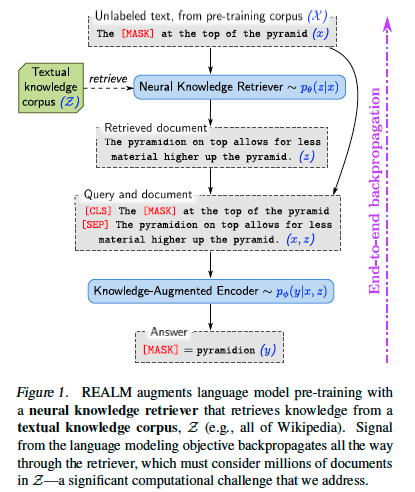 Unlabeled text, from pre-training corpus (𝒳)
The [MASK] at the top of the pyramid (x)
Textual
knowledge
corpus (𝒵)
retrieve
Neural Knowledge Retriever ~ pθ(z|x)
Retrieved document
The pyramidion on top allows for less
material higher up the pyramid. (z)
Query and document
[CLS] The [MASK] at the top of the pyramid
[SEP] The pyramidion on top allows for less
material higher up the pyramid. (x, z)
Knowledge-Augmented Encoder ~ pϕ(y|x, z)
Answer
[MASK] = pyramidion (y)
End-to-end backpropagation
Figure 1. REALM augments language model pre-training with
a neural knowledge retriever that retrieves knowledge from a
textual knowledge corpus, 𝒵 (e.g., all of Wikipedia). Signal
from the language modeling objective backpropagates all the way
through the retriever, which must consider millions of documents
in 𝒵—a significant computational challenge that we address.